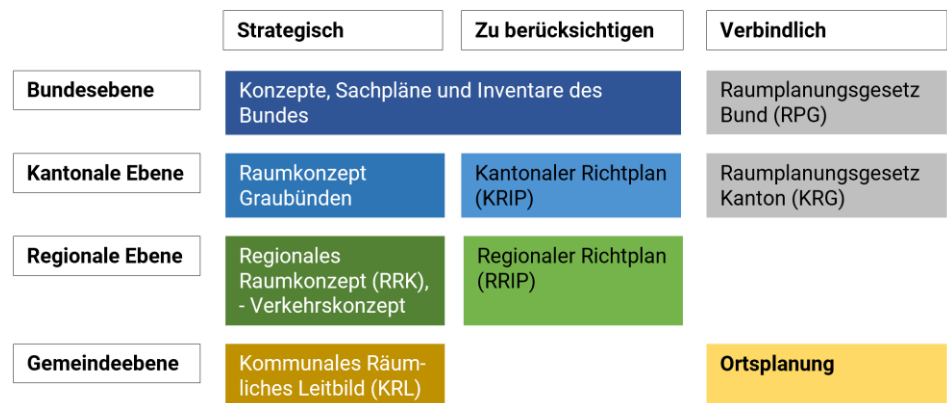 Strategisch
Zu berücksichtigen
Verbindlich
Bundesebene
Konzepte, Sachpläne und Inventare des
Bundes
Raumplanungsgesetz
Bund (RPG)
Kantonale Ebene
Raumkonzept
Graubünden
Kantonaler Richtplan
(KRIP)
Raumplanungsgesetz
Kanton (KRG)
Regionale Ebene
Regionales
Raumkonzept (RRK),
- Verkehrskonzept
Regionaler Richtplan
(RRIP)
Gemeindeebene
Kommunales Räum-
liches Leitbild (KRL)
Ortsplanung